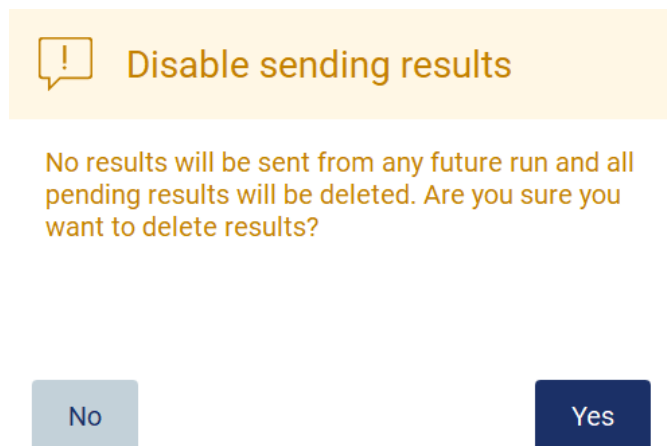 Disable sending results
No results will be sent from any future run and all
pending results will be deleted. Are you sure you
want to delete results?
No
Yes